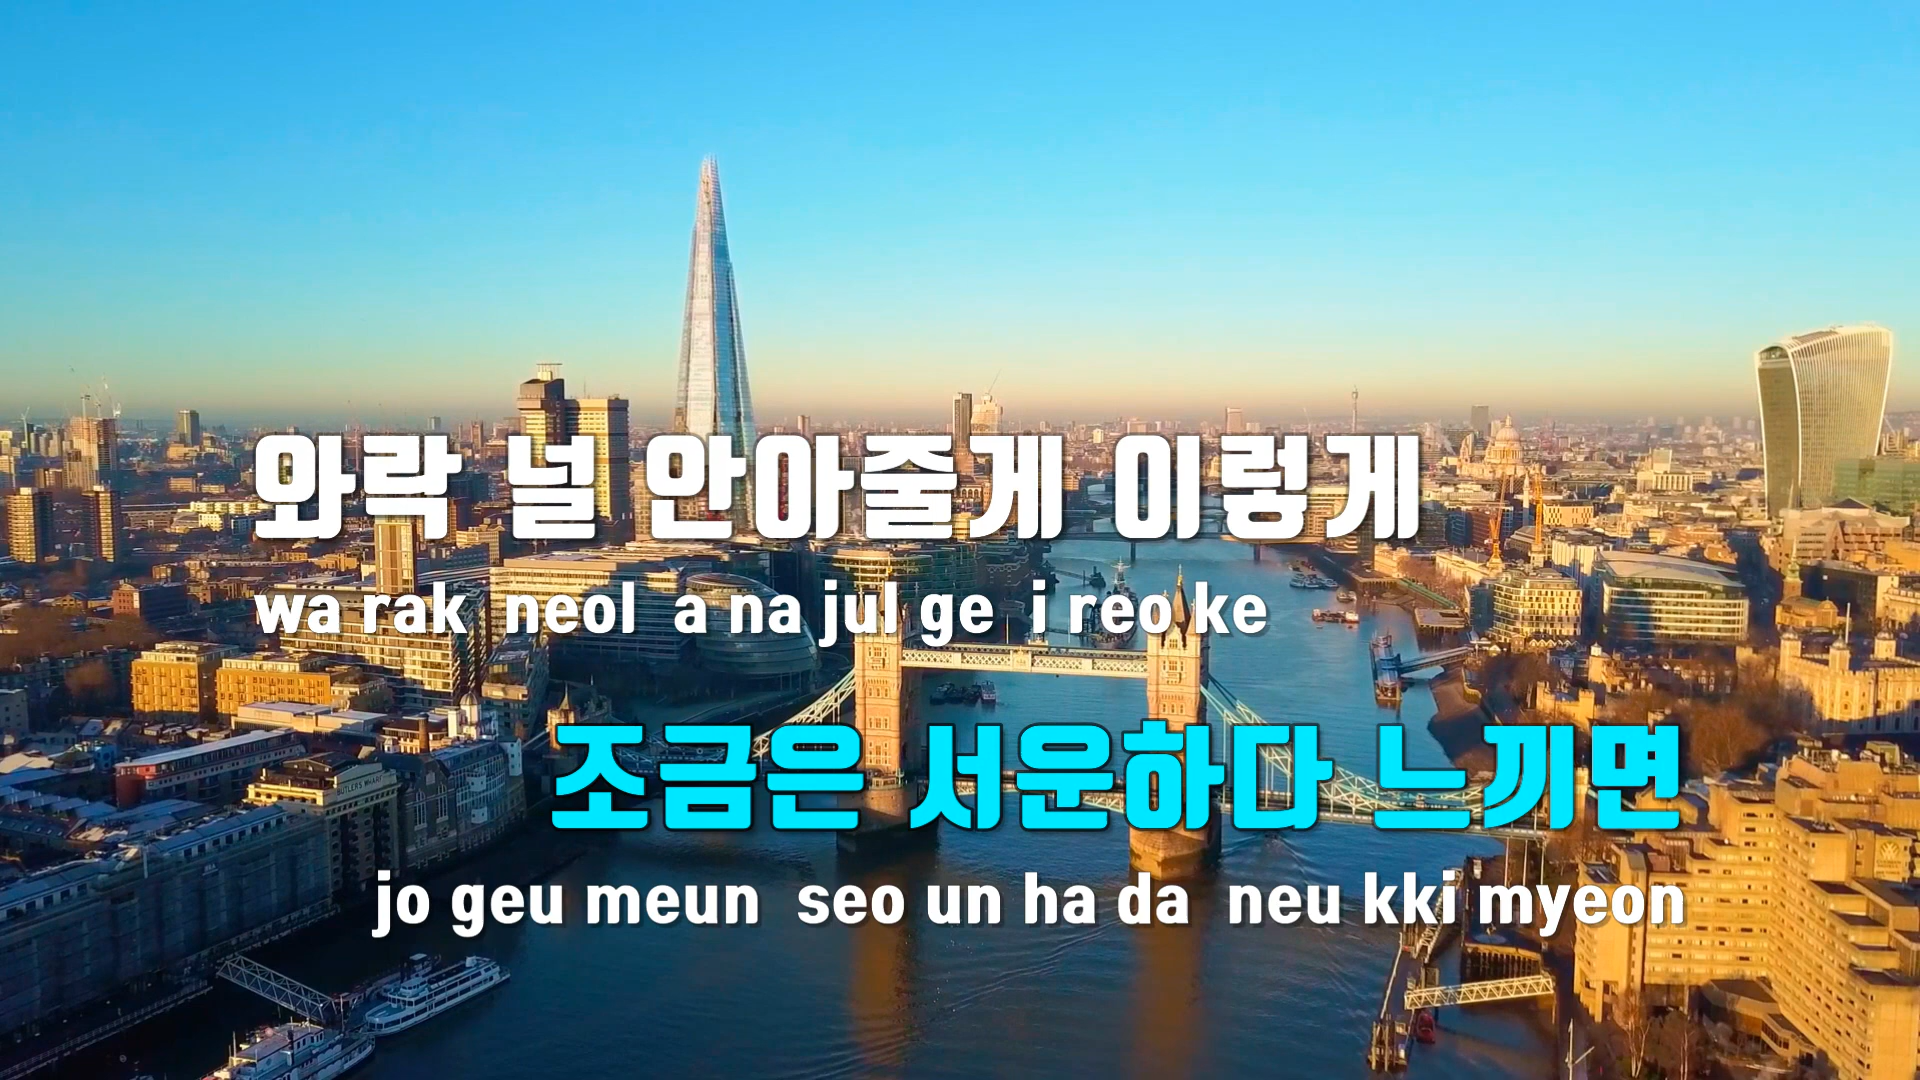 와락 널 안아줄게 이렇게
wa rak neol a na jul ge i reo ke
조금은 서운하다 느끼면
jo geu meun seo un ha da neu kki myeon
BUTLER'S WHARF